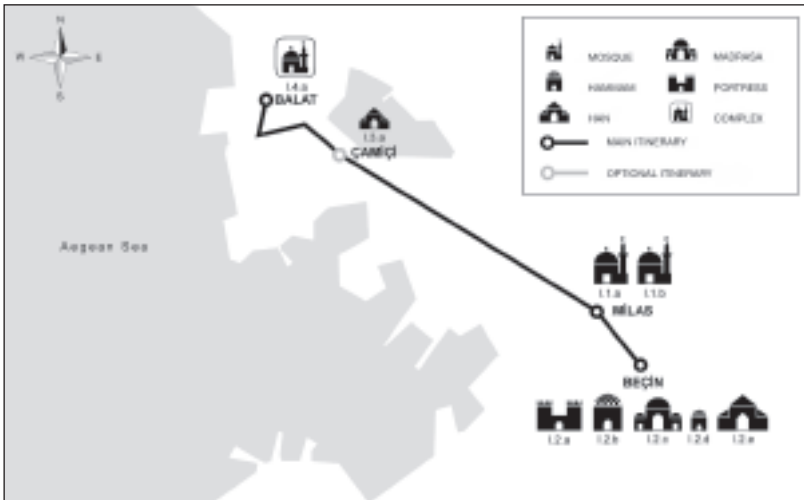 N
W
E
S
I.4.a
BALAT
I.3.a
ÇAMİÇİ
MOSQUE
MADRASA
HAMMAM
FORTRESS
HAN
COMPLEX
MAIN ITINERARY
OPTIONAL ITINERARY
Aegean Sea
I.1.a
I.1.b
MİLAS
BEÇİN
I.2.a
I.2.b
I.2.c
I.2.d
I.2.e